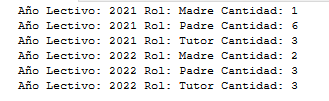 Año Lectivo: 2021 Rol: Madre Cantidad: 1
Año Lectivo: 2021 Rol: Padre Cantidad: 6
Año Lectivo: 2021 Rol: Tutor Cantidad: 3
Año Lectivo: 2022 Rol: Madre Cantidad: 2
Año Lectivo: 2022 Rol: Padre Cantidad: 3
Año Lectivo: 2022 Rol: Tutor Cantidad: 3